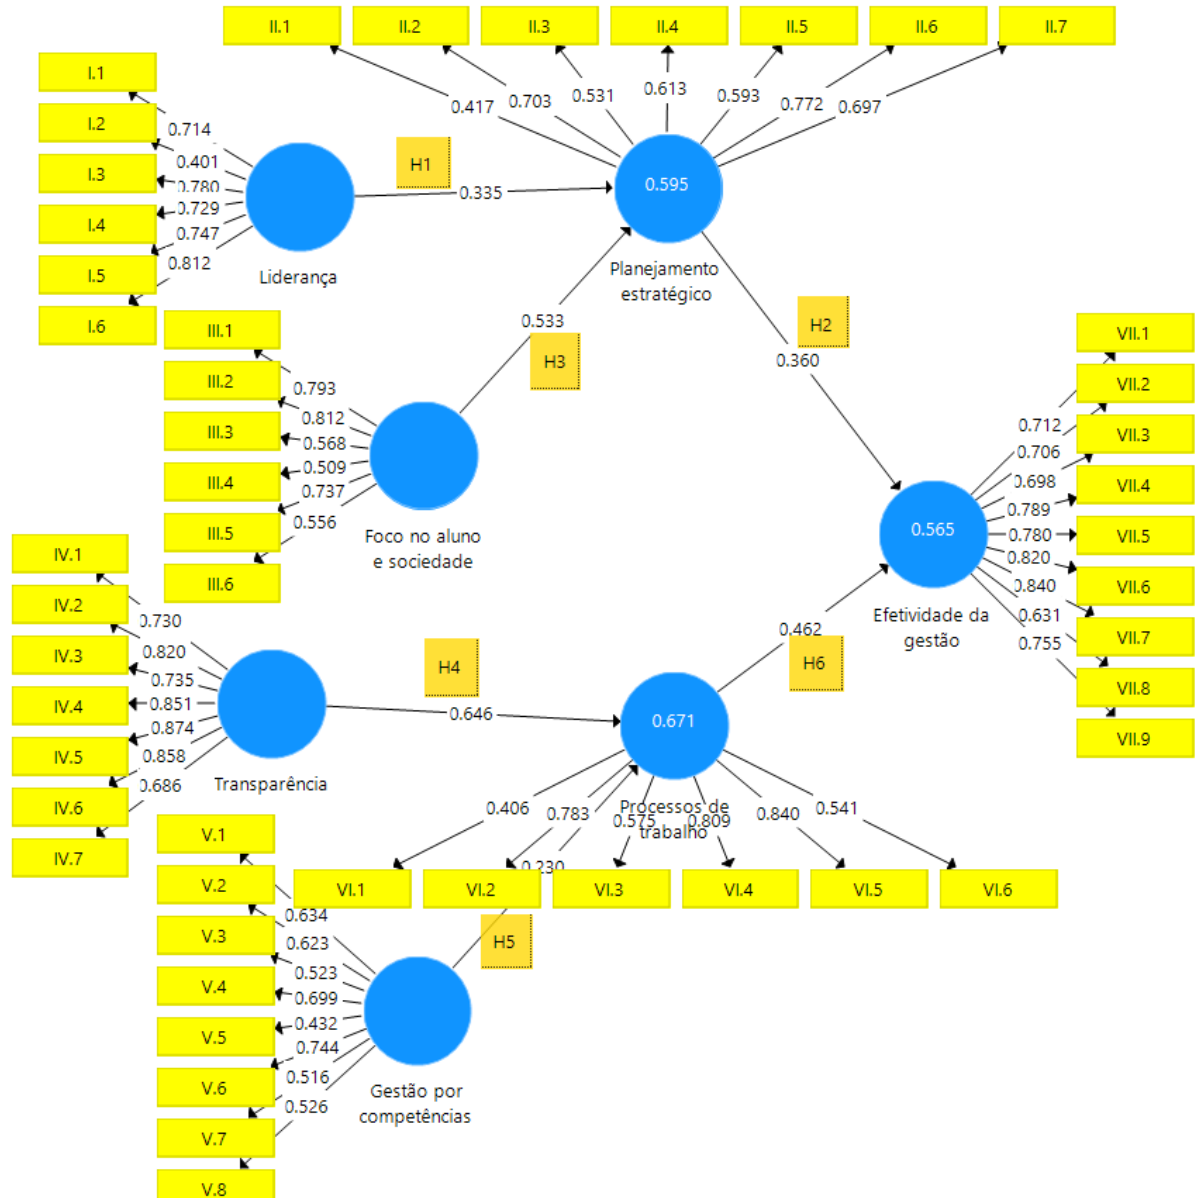 II.1
II.2
II.3
II.4
II.5
II.6
II.7
0.417
0.703
0.531
0.613
0.593
0.772
0.697
I.1
I.2
I.3
I.4
I.5
I.6
0.714
0.401
0.780
0.729
0.747
0.812
Liderança
H1
0.335
0.595
Planejamento
estratégico
III.1
III.2
III.3
III.4
III.5
III.6
0.793
0.812
0.568
0.509
0.737
0.556
Foco no aluno
e sociedade
0.533
H3
H2
0.360
VII.1
VII.2
VII.3
VII.4
VII.5
VII.6
VII.7
VII.8
VII.9
0.712
0.706
0.698
0.789
0.780
0.820
0.840
0.631
0.755
0.565
Efetividade da
gestão
IV.1
IV.2
IV.3
IV.4
IV.5
IV.6
IV.7
0.730
0.820
0.735
0.851
0.874
0.858
0.686
Transparência
H4
0.646
0.462
H6
0.671
Processos de
trabalho
0.406
0.783
0.575
0.809
0.840
0.541
VI.1
VI.2
VI.3
VI.4
VI.5
VI.6
0.230
H5
V.1
V.2
V.3
V.4
V.5
V.6
V.7
V.8
0.634
0.623
0.523
0.699
0.432
0.744
0.516
0.526
Gestão por
competências